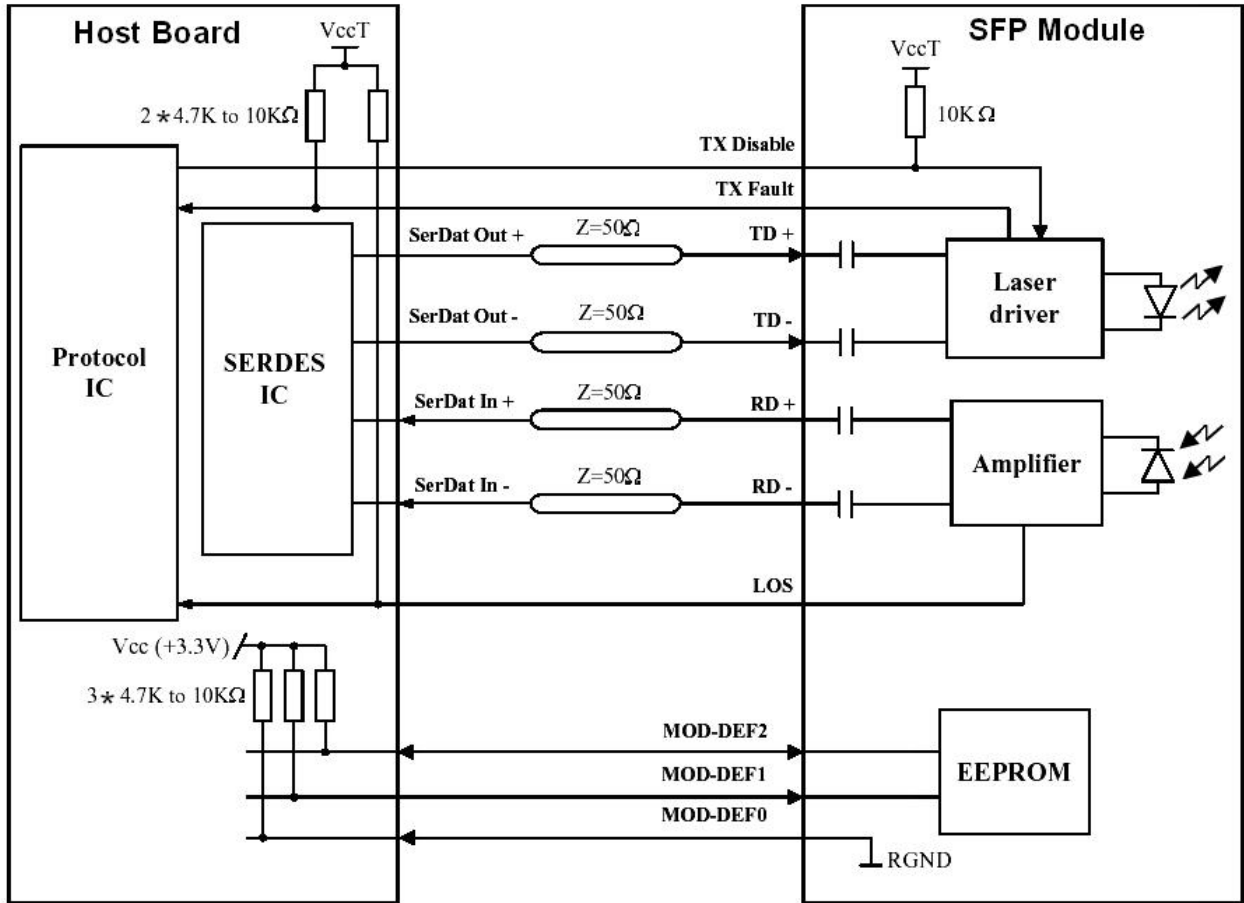 Host Board
SFP Module
VccT
VccT
2*4.7K to 10KΩ
10KΩ
TX Disable
TX Fault
SerDat Out +
Z=50Ω
TD +
Laser
driver
SerDat Out -
Z=50Ω
TD -
Protocol
IC
SERDES
IC
SerDat In +
Z=50Ω
RD +
Amplifier
SerDat In -
Z=50Ω
RD -
LOS
Vcc (+3.3V)
3* 4.7K to 10KΩ
MOD-DEF2
MOD-DEF1
MOD-DEF0
EEPROM
RGND